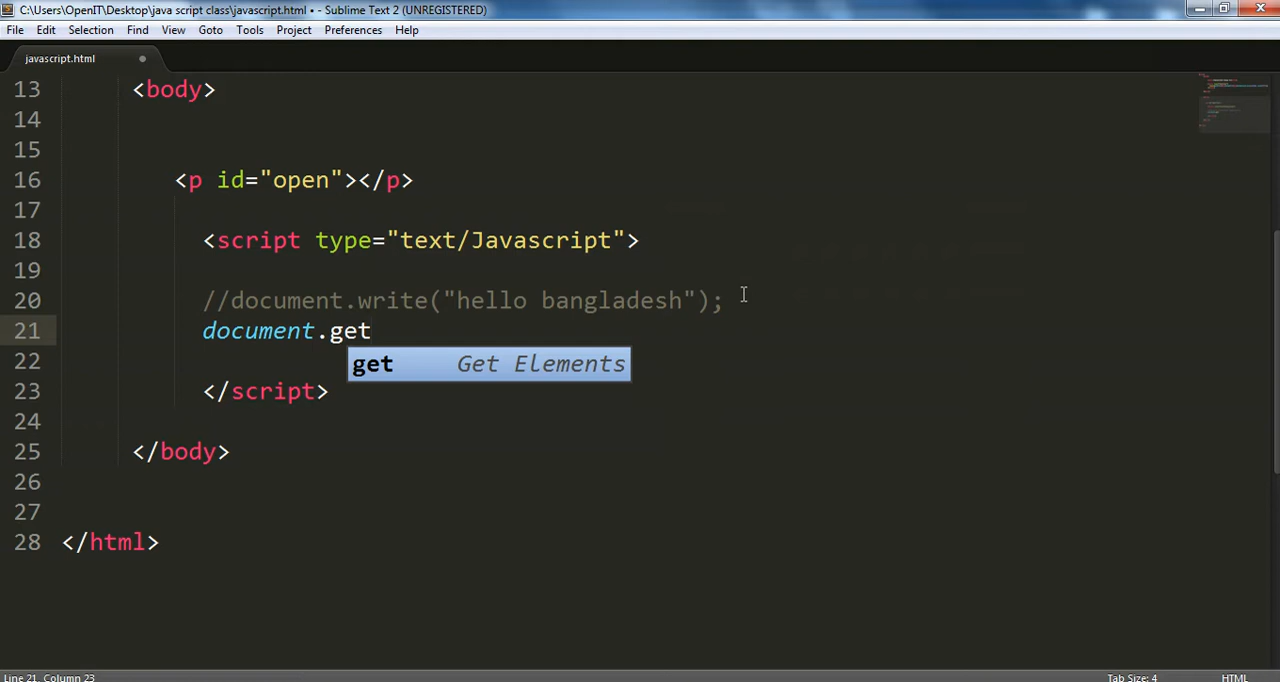 C:\Users\OpenIT\Desktop\java script class\javascript.html • - Sublime Text 2 (UNREGISTERED)
File Edit Selection Find View Goto Tools Project Preferences Help
javascript.html
13 <body>
14
15
16 <p id="open"></p>
17
18 <script type="text/Javascript">
19
20 //document.write("hello bangladesh");
21 document.get
22 get Get Elements
23 </script>
24
25 </body>
26
27
28 </html>
Line 21, Column 23 Tab Size: 4 HTML